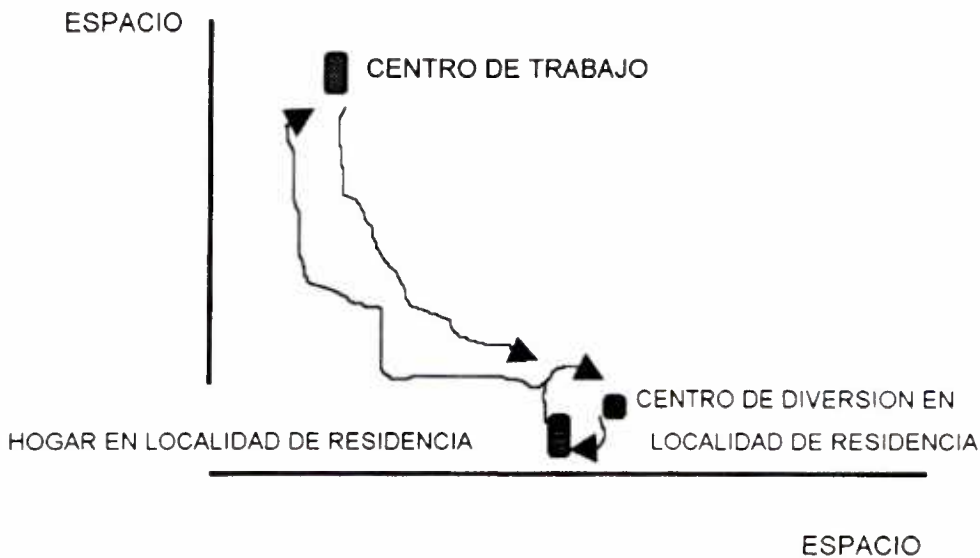 ESPACIO
CENTRO DE TRABAJO
CENTRO DE DIVERSION EN
HOGAR EN LOCALIDAD DE RESIDENCIA
LOCALIDAD DE RESIDENCIA
ESPACIO